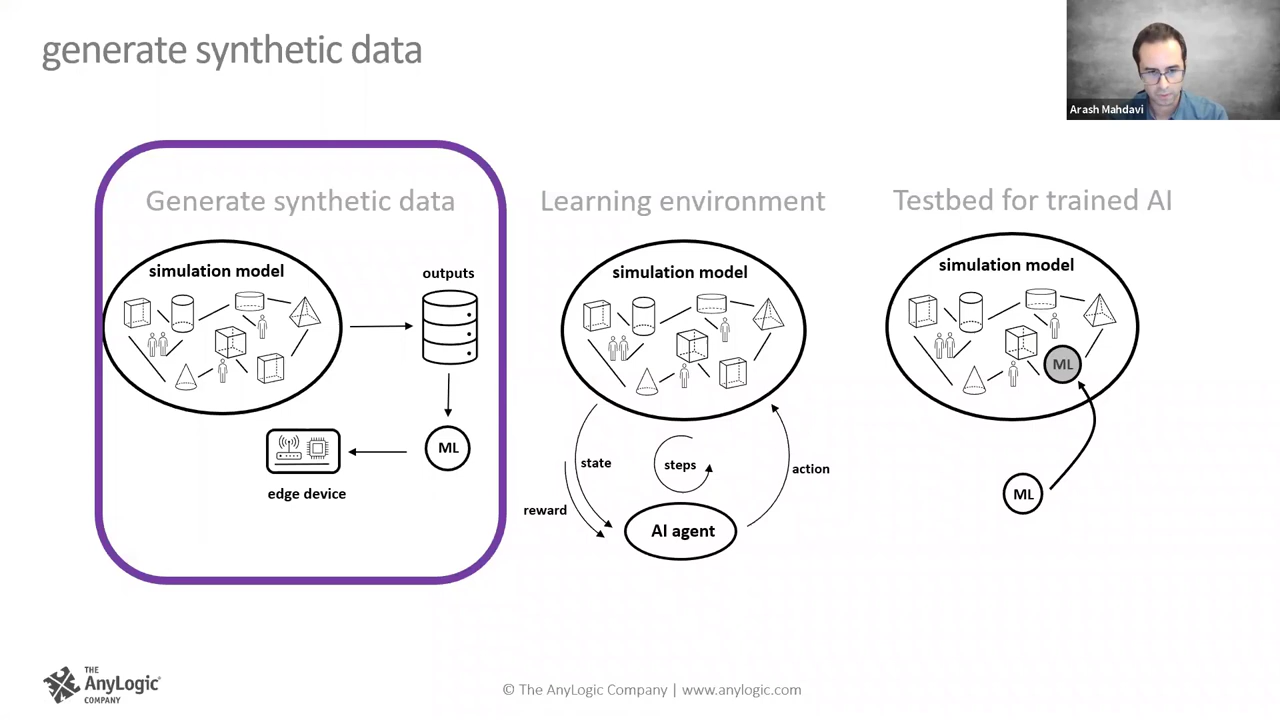 generate synthetic data
Arash Mahdavi
Generate synthetic data
simulation model
outputs
ML
edge device
Learning environment
simulation model
state
steps
action
reward
AI agent
Testbed for trained AI
simulation model
ML
ML
THE
AnyLogic
COMPANY
© The AnyLogic Company | www.anylogic.com